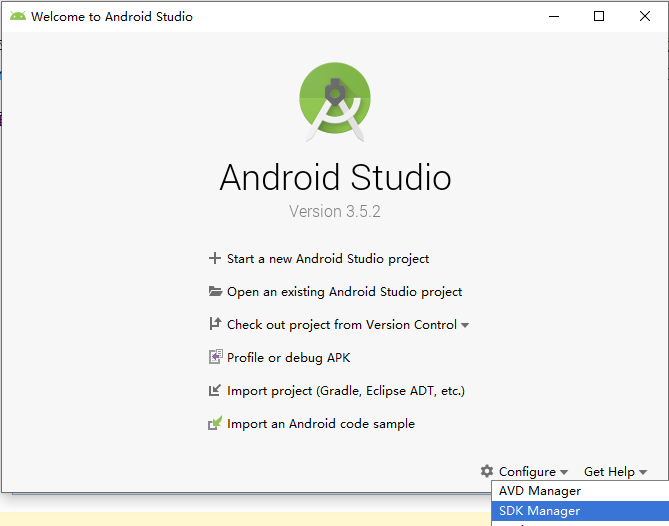 Welcome to Android Studio
Android Studio
Version 3.5.2
Start a new Android Studio project
Open an existing Android Studio project
Check out project from Version Control
Profile or debug APK
Import project (Gradle, Eclipse ADT, etc.)
Import an Android code sample
Configure
Get Help
AVD Manager
SDK Manager